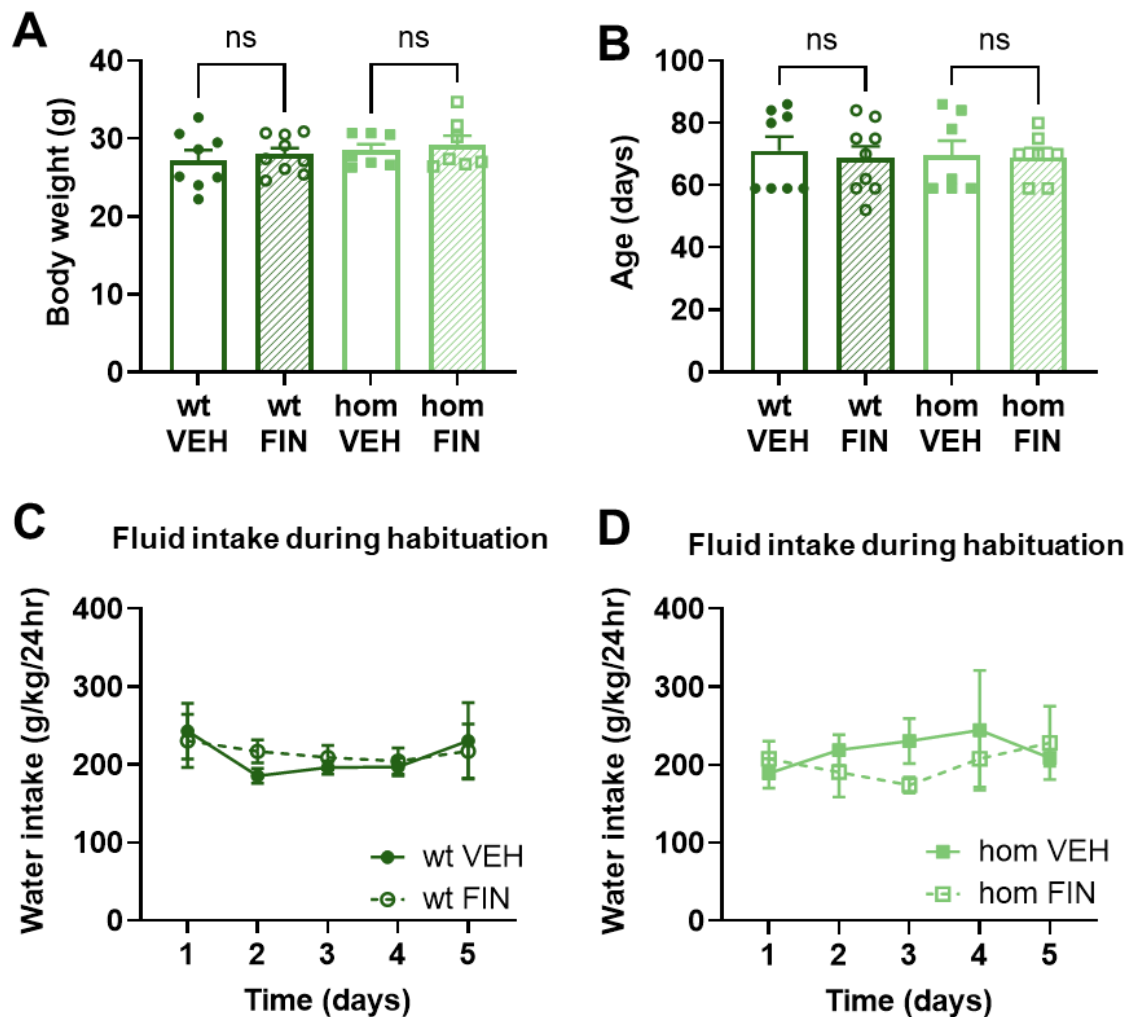 A
ns
ns
Body weight (g)
40
30
20
10
0
wt
VEH
wt
FIN
hom
VEH
hom
FIN
B
ns
ns
Age (days)
100
80
60
40
20
0
wt
VEH
wt
FIN
hom
VEH
hom
FIN
C
Fluid intake during habituation
Water intake (g/kg/24hr)
400
300
200
100
0
wt VEH
wt FIN
1 2 3 4 5
Time (days)
D
Fluid intake during habituation
Water intake (g/kg/24hr)
400
300
200
100
0
hom VEH
hom FIN
1 2 3 4 5
Time (days)